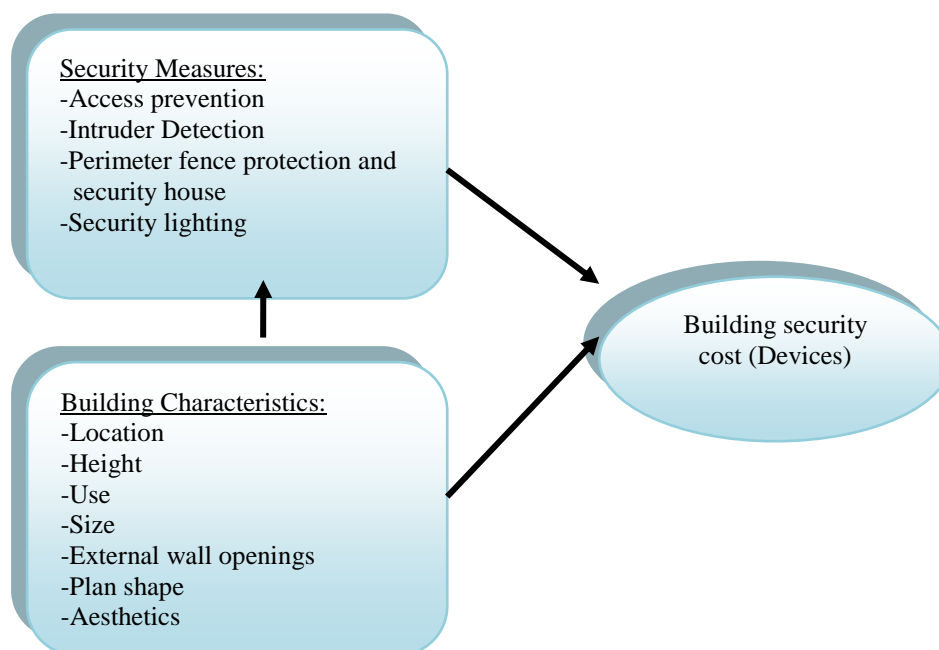 Security Measures:
-Access prevention
-Intruder Detection
-Perimeter fence protection and
security house
-Security lighting
Building security
cost (Devices)
Building Characteristics:
-Location
-Height
-Use
-Size
-External wall openings
-Plan shape
-Aesthetics